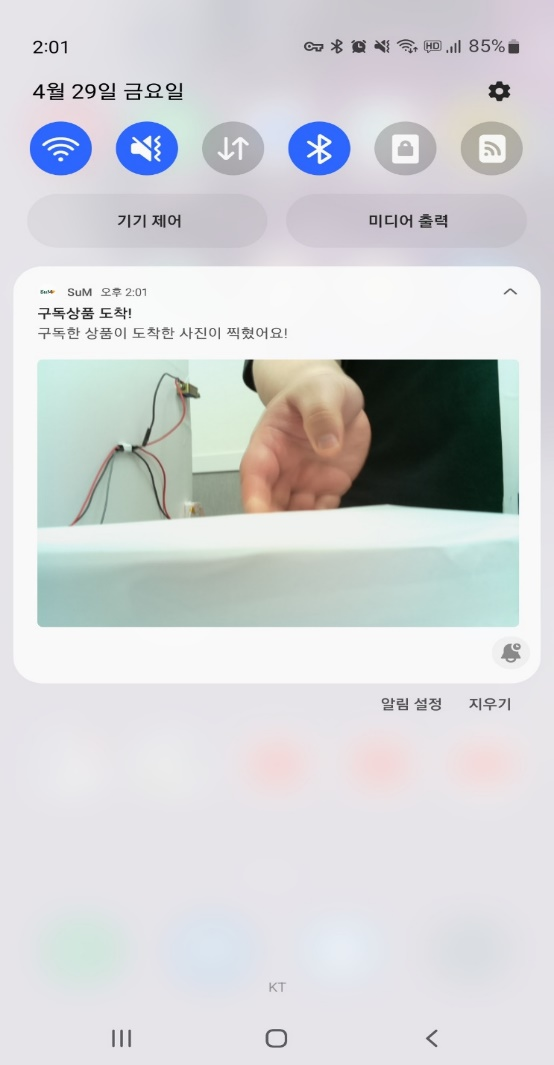 2:01 HD 85%
4월 29일 금요일
기기 제어 미디어 출력
SuM SuM 오후 2:01
구독상품 도착!
구독한 상품이 도착한 사진이 찍혔어요!
알림 설정 지우기
KT